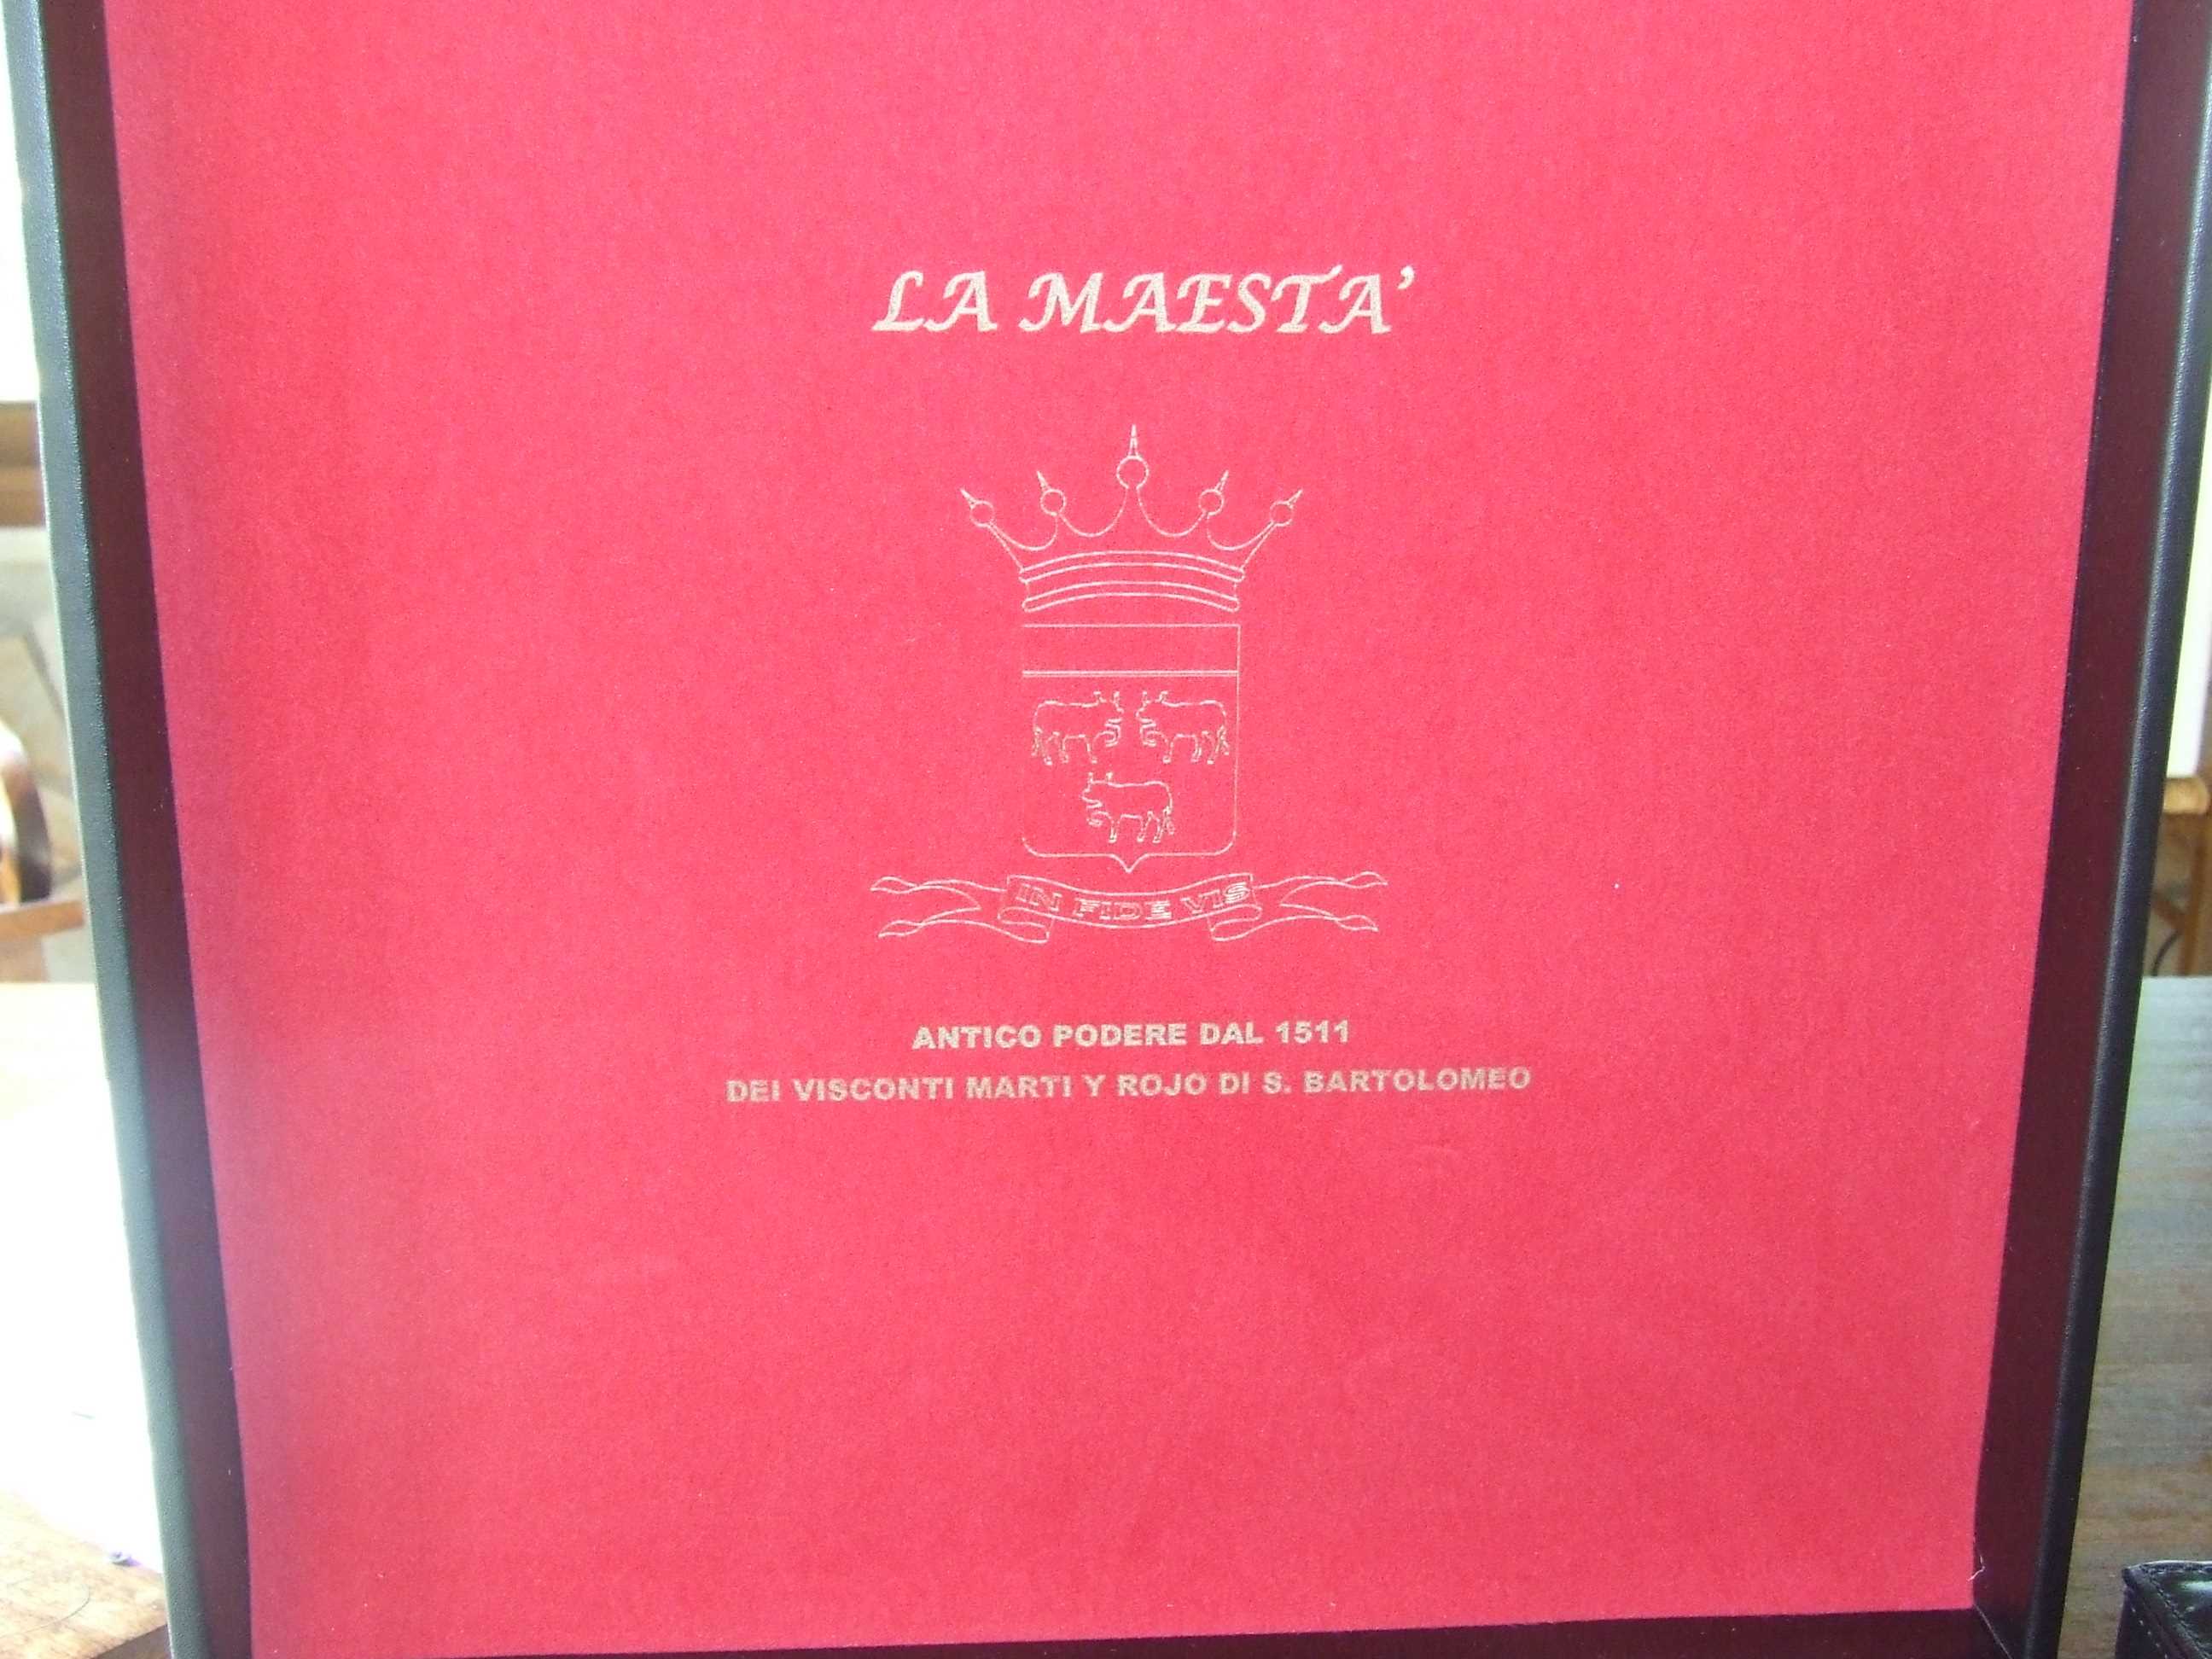 LA MAESTA'
IN FIDE VIS
ANTICO PODERE DAL 1511
DEI VISCONTI MARTI Y ROJO DI S. BARTOLOMEO